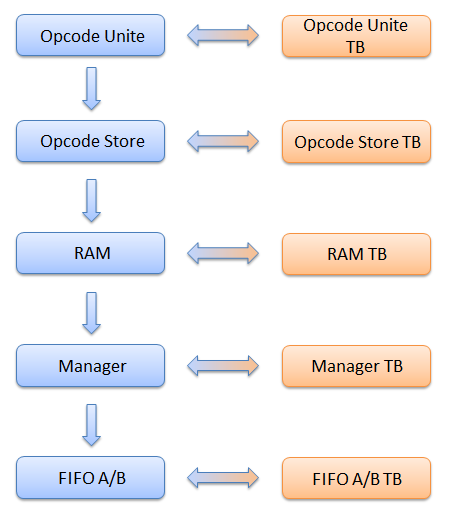 Opcode Unite
Opcode Unite
TB
Opcode Store
Opcode Store TB
RAM
RAM TB
Manager
Manager TB
FIFO A/B
FIFO A/B TB